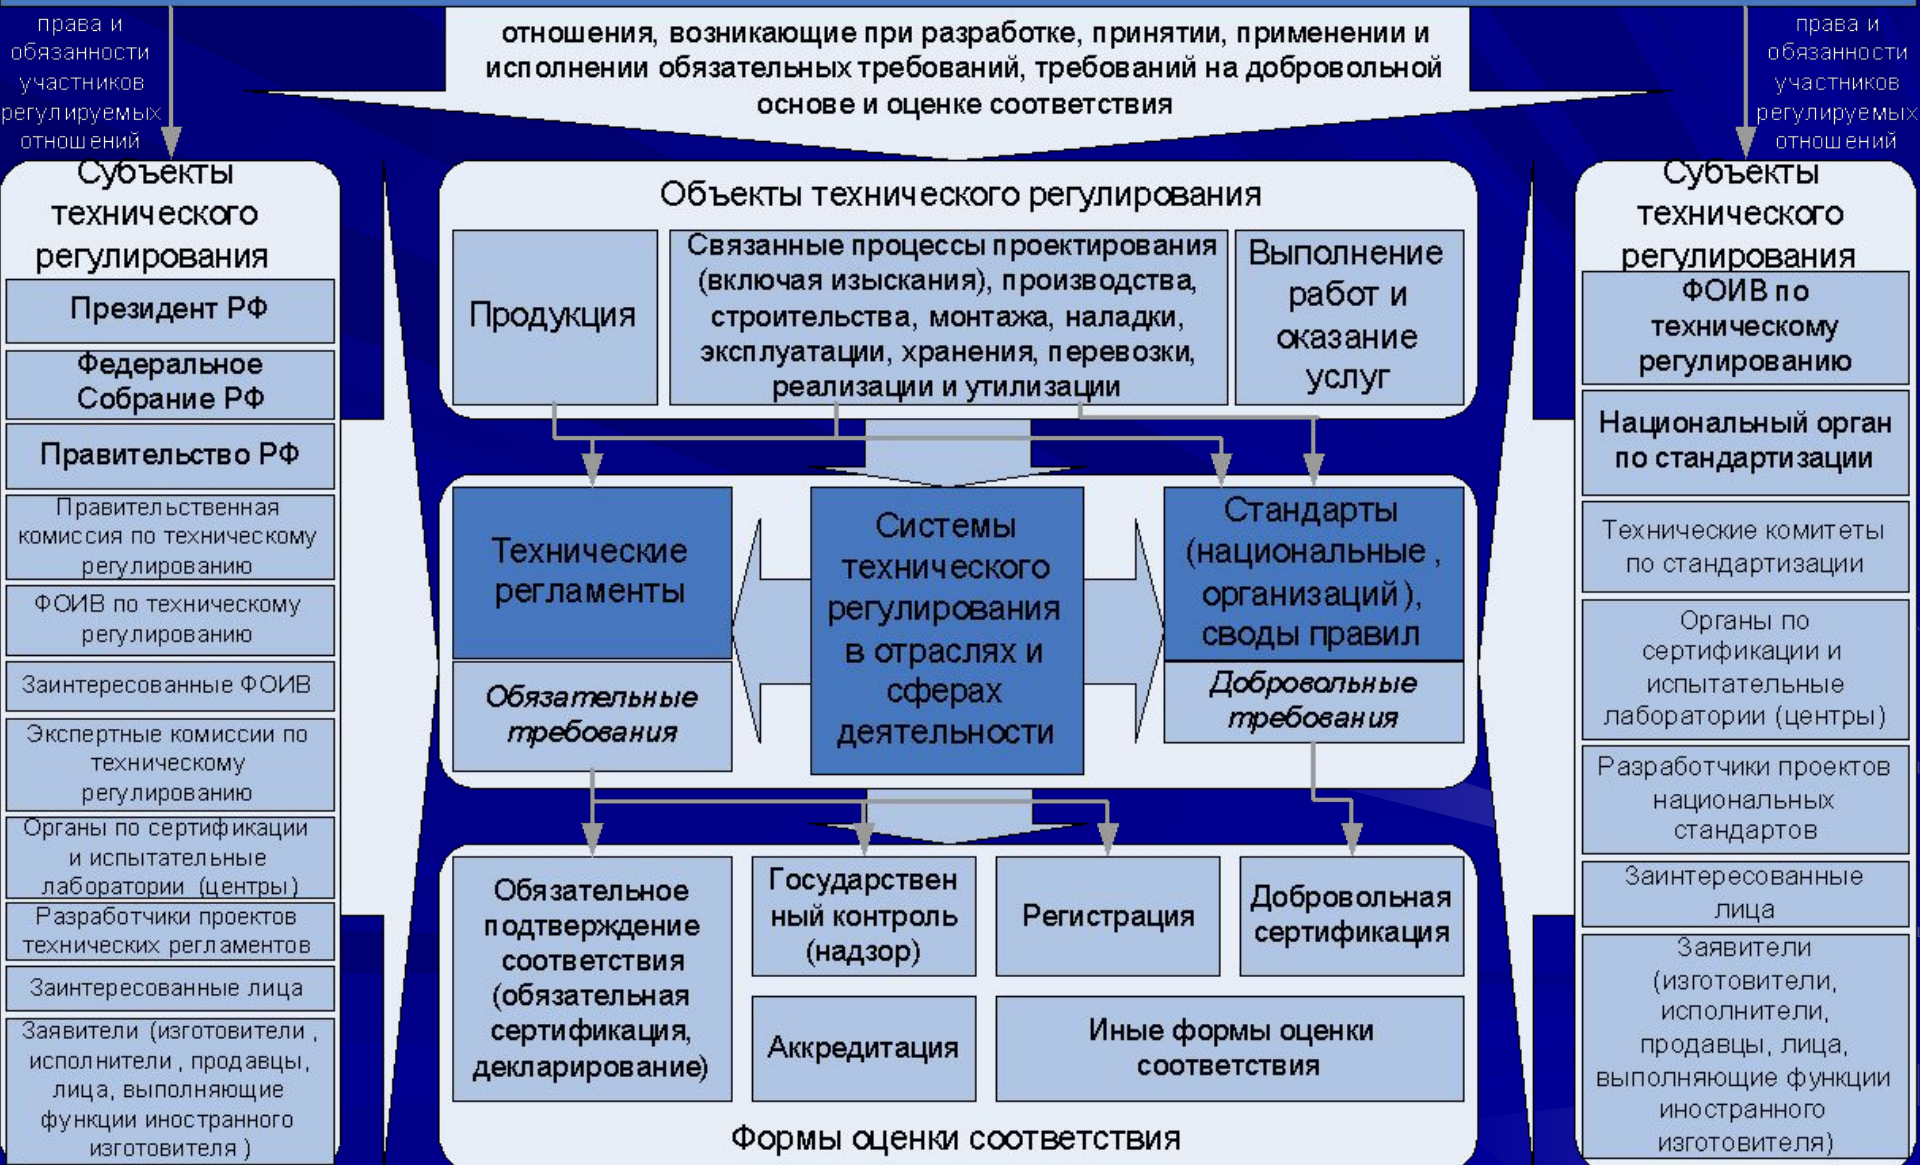 права и
обязанности
участников
регулируемых
отношений
отношения, возникающие при разработке, принятии, применении и
исполнении обязательных требований, требований на добровольной
основе и оценке соответствия
права и
обязанности
участников
регулируемых
отношений
Субъекты
технического
регулирования
Президент РФ
Федеральное
Собрание РФ
Правительство РФ
Правительственная
комиссия по техническому
регулированию
ФОИВ по техническому
регулированию
Заинтересованные ФОИВ
Экспертные комиссии по
техническому
регулированию
Органы по сертификации
и испытательные
лаборатории (центры)
Разработчики проектов
технических регламентов
Заинтересованные лица
Заявители (изготовители ,
исполнители , продавцы,
лица, выполняющие
функции иностранного
изготовителя )
Объекты технического регулирования
Продукция
Связанные процессы проектирования
(включая изыскания), производства,
строительства, монтажа, наладки,
эксплуатации, хранения, перевозки,
реализации и утилизации
Выполнение
работ и
оказание
услуг
Технические
регламенты
Обязательные
требования
Системы
технического
регулирования
в отраслях и
сферах
деятельности
Стандарты
(национальные ,
организаций ),
своды правил
Добровольные
требования
Обязательное
подтверждение
соответствия
(обязательная
сертификация,
декларирование)
Государствен
ный контроль
(надзор)
Регистрация
Добровольная
сертификация
Аккредитация
Иные формы оценки
соответствия
Формы оценки соответствия
Субъекты
технического
регулирования
ФОИВ по
техническому
регулированию
Национальный орган
по стандартизации
Технические комитеты
по стандартизации
Органы по
сертификации и
испытательные
лаборатории (центры)
Разработчики проектов
национальных
стандартов
Заинтересованные
лица
Заявители
(изготовители,
исполнители,
продавцы, лица,
выполняющие функции
иностранного
изготовителя)